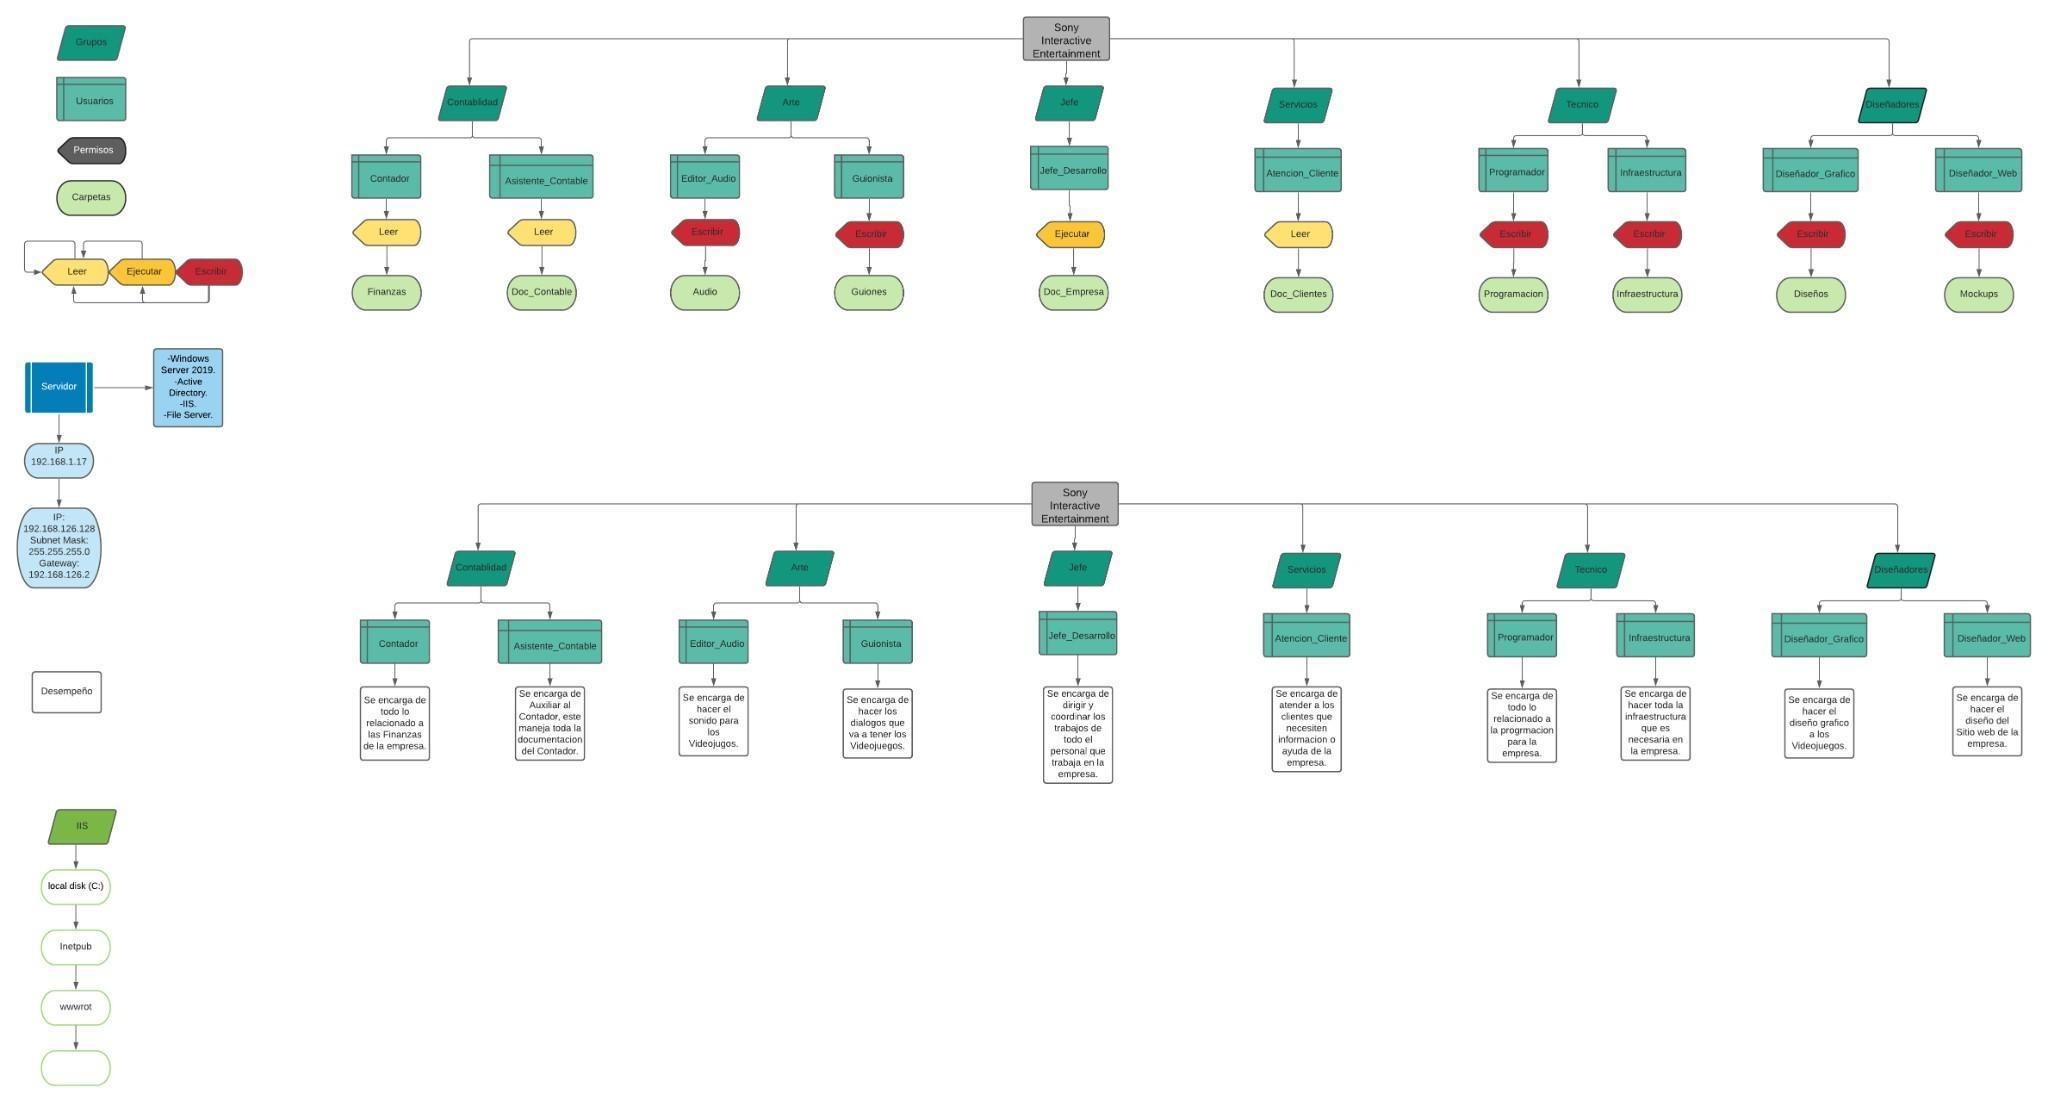 Grupos
Usuarios
Permisos
Carpetas
Leer
Ejecutar
Escribir
Servidor
-Windows
Server 2019.
-Active
Directory.
-IIS.
-File Server.
IP
192.168.1.17
IP:
192.168.126.128
Subnet Mask:
255.255.255.0
Gateway:
192.168.126.2
Desempeño
IIS
local disk (C:)
Inetpub
wwwrot
Sony
Interactive
Entertainment
Contablidad
Arte
Jefe
Servicios
Tecnico
Diseñadores
Contador
Asistente_Contable
Editor_Audio
Guionista
Jefe_Desarrollo
Atencion_Cliente
Programador
Infraestructura
Diseñador_Grafico
Diseñador_Web
Leer
Leer
Escribir
Escribir
Ejecutar
Leer
Escribir
Escribir
Escribir
Escribir
Finanzas
Doc_Contable
Audio
Guiones
Doc_Empresa
Doc_Clientes
Programacion
Infraestructura
Diseños
Mockups
Sony
Interactive
Entertainment
Contablidad
Arte
Jefe
Servicios
Tecnico
Diseñadores
Contador
Asistente_Contable
Editor_Audio
Guionista
Jefe_Desarrollo
Atencion_Cliente
Programador
Infraestructura
Diseñador_Grafico
Diseñador_Web
Se encarga de
todo lo
relacionado a
las Finanzas
de la empresa.
Se encarga de
Auxiliar al
Contador, este
maneja toda la
documentacion
del Contador.
Se encarga de
hacer el
sonido para
los
Videojugos.
Se encarga de
hacer los
dialogos que
va a tener los
Videojuegos.
Se encarga de
dirigir y
coordinar los
trabajos de
todo el
personal que
trabaja en la
empresa.
Se encarga de
atender a los
clientes que
necesiten
informacion o
ayuda de la
empresa.
Se encarga de
todo lo
relacionado a
la progrmacion
para la
empresa.
Se encarga de
hacer toda la
infraestructura
que es
necesaria en
la empresa.
Se encarga de
hacer el
diseño grafico
a los
Videojuegos.
Se encarga de
hacer el
diseño del
Sitio web de la
empresa.